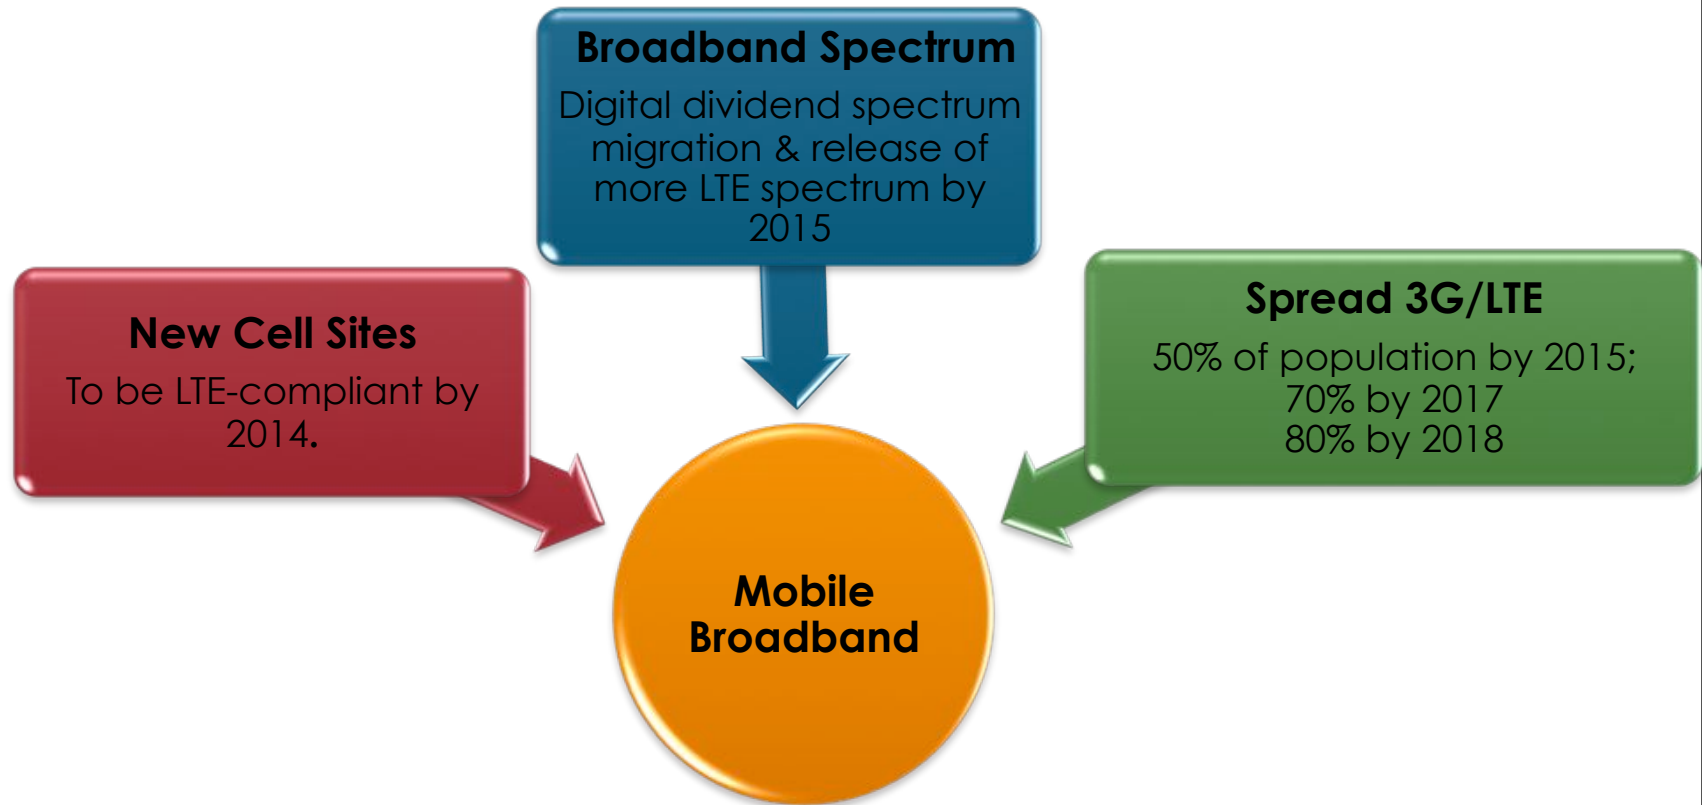 Broadband Spectrum
Digital dividend spectrum
migration & release of
more LTE spectrum by
2015
New Cell Sites
To be LTE-compliant by
2014.
Spread 3G/LTE
50% of population by 2015;
70% by 2017
80% by 2018
Mobile
Broadband